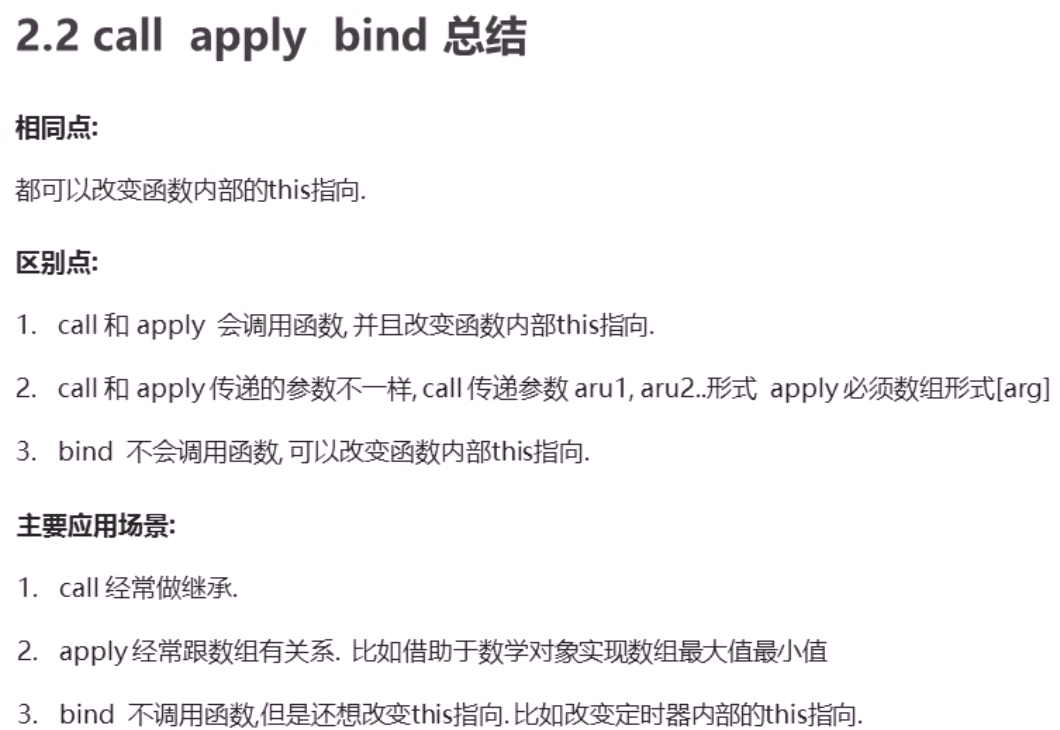 2.2 call apply bind 总结
相同点:
都可以改变函数内部的this指向.
区别点:
1. call 和 apply 会调用函数, 并且改变函数内部this指向.
2. call 和 apply 传递的参数不一样, call 传递参数 aru1, aru2..形式 apply 必须数组形式[arg]
3. bind 不会调用函数, 可以改变函数内部this指向.
主要应用场景:
1. call 经常做继承.
2. apply 经常跟数组有关系. 比如借助于数学对象实现数组最大值最小值
3. bind 不调用函数,但是还想改变this指向. 比如改变定时器内部的this指向.